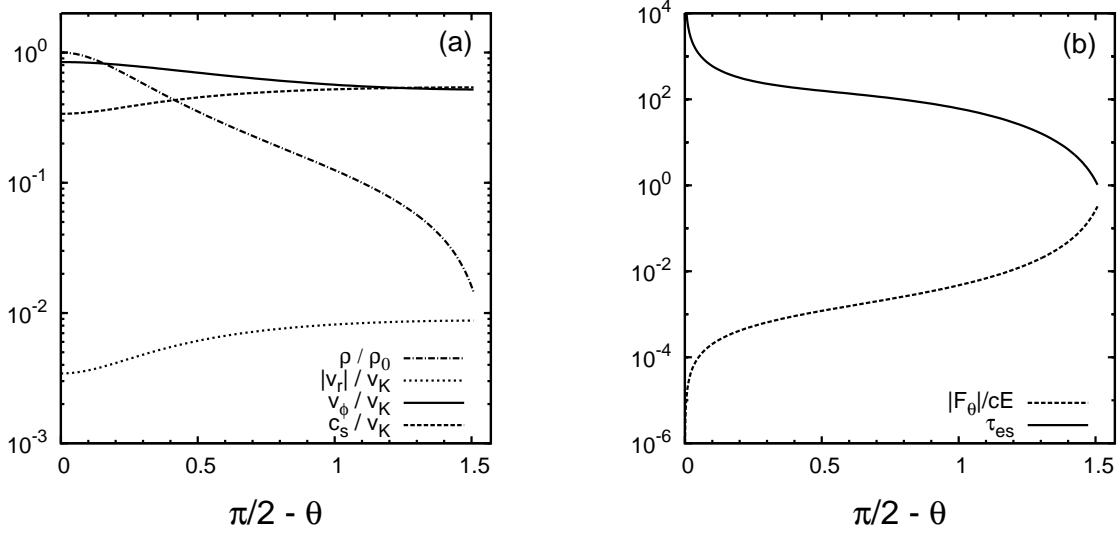 (a)
10^0
10^-1
10^-2
10^-3
ρ / ρ_0
|v_r| / v_K
v_ϕ / v_K
c_s / v_K
0 0.5 1 1.5
π/2 - θ
(b)
10^4
10^2
10^0
10^-2
10^-4
10^-6
|F_θ|/cE
τ_es
0 0.5 1 1.5
π/2 - θ